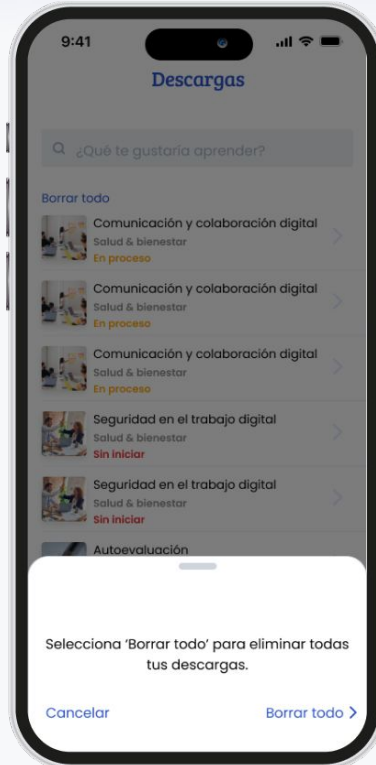 9:41
Descargas
¿Qué te gustaría aprender?
Borrar todo
Comunicación y colaboración digital
Salud & bienestar
En proceso
Comunicación y colaboración digital
Salud & bienestar
En proceso
Comunicación y colaboración digital
Salud & bienestar
En proceso
Seguridad en el trabajo digital
Salud & bienestar
Sin iniciar
Seguridad en el trabajo digital
Salud & bienestar
Sin iniciar
Autoevaluación
Selecciona ‘Borrar todo’ para eliminar todas
tus descargas.
Cancelar
Borrar todo